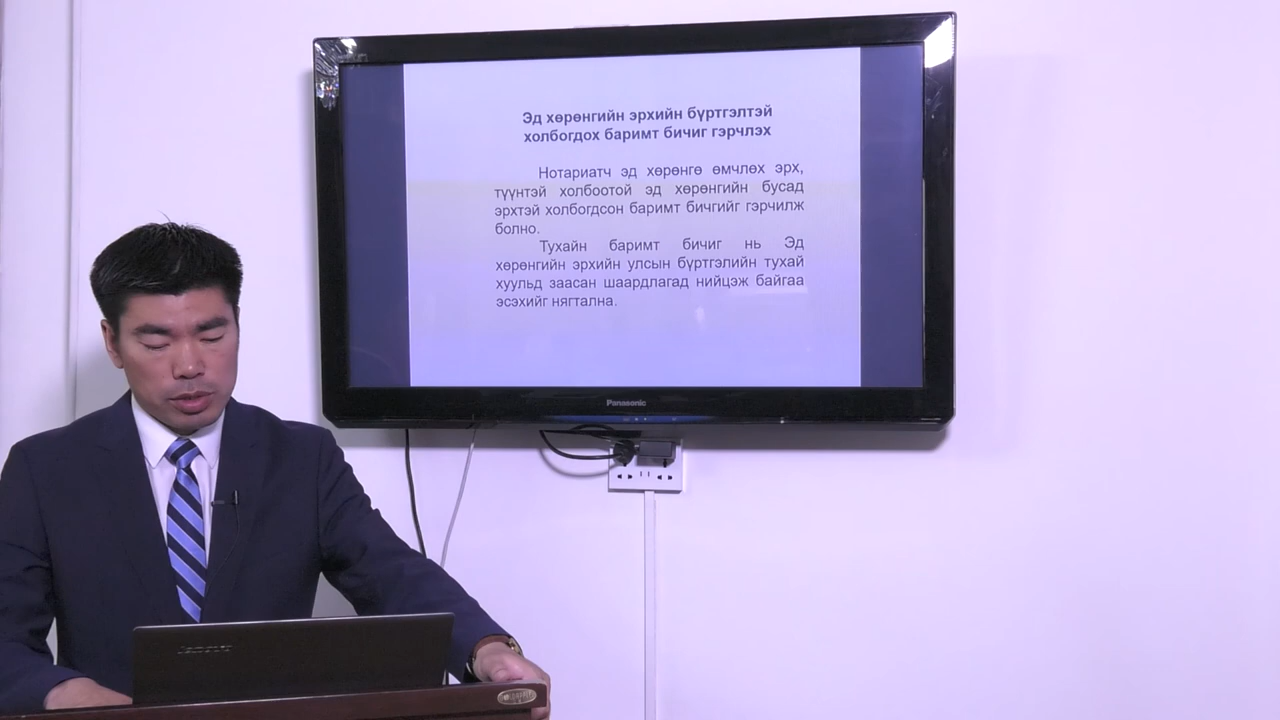 Эд хөрөнгийн эрхийн бүртгэлтэй
холбогдох баримт бичиг гэрчлэх
Нотариатч эд хөрөнгө өмчлөх эрх,
түүнтэй холбоотой эд хөрөнгийн бусад
эрхтэй холбогдсон баримт бичгийг гэрчилж
болно.
Тухайн баримт бичиг нь Эд
хөрөнгийн эрхийн улсын бүртгэлийн тухай
хуульд заасан шаардлагад нийцэж байгаа
эсэхийг нягтална.
Panasonic
lenovo